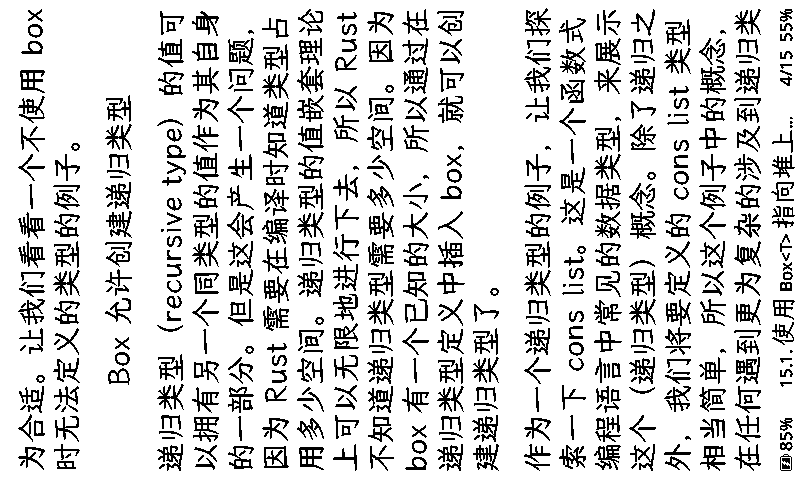 为合适。让我们看看一个不使用 box
时无法定义的类型的例子。
Box 允许创建递归类型
递归类型（recursive type）的值可
以拥有另一个同类型的值作为其自身
的一部分。但是这会产生一个问题，
因为 Rust 需要在编译时知道类型占
用多少空间。递归类型的值嵌套理论
上可以无限地进行下去，所以 Rust
不知道递归类型需要多少空间。因为
box 有一个已知的大小，所以通过在
递归类型定义中插入 box，就可以创
建递归类型了。
作为一个递归类型的例子，让我们探
索一下 cons list。这是一个函数式
编程语言中常见的数据类型，来展示
这个（递归类型）概念。除了递归之
外，我们将要定义的 cons list 类型
相当简单，所以这个例子中的概念，
在任何遇到更为复杂的涉及到递归类
85% 15.1. 使用 Box<T> 指向堆上... 4/15 55%